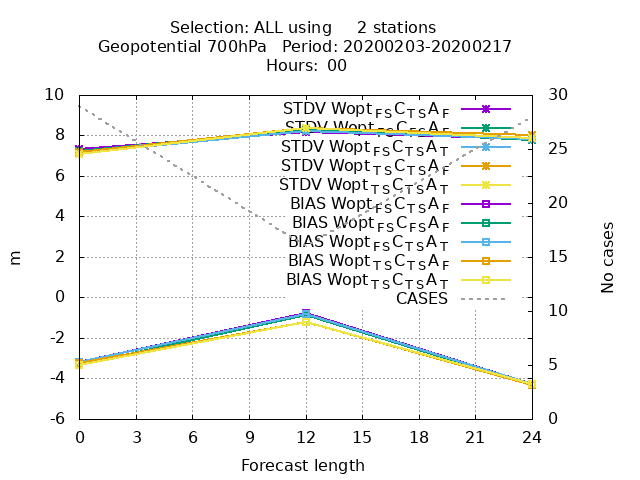 Selection: ALL using 2 stations
Geopotential 700hPa Period: 20200203-20200217
Hours: 00
10
8
6
4
2
0
-2
-4
-6
m
STDV Wopt FS C TS A F
STDV Wopt FS C FS A F
STDV Wopt FS C TS A T
STDV Wopt TS C TS A F
STDV Wopt TS C TS A T
BIAS Wopt FS C TS A F
BIAS Wopt FS C FS A F
BIAS Wopt FS C TS A T
BIAS Wopt TS C TS A F
BIAS Wopt TS C TS A T
CASES
30
25
20
15
10
5
0
No cases
0 3 6 9 12 15 18 21 24
Forecast length